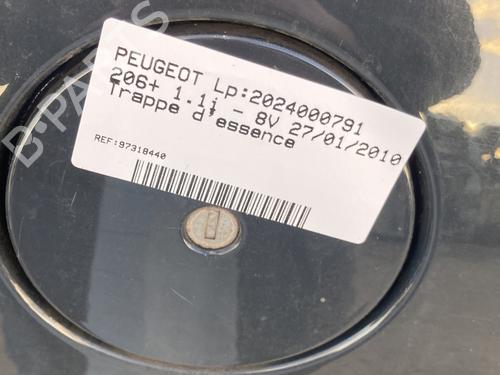 PEUGEOT Lp:2024000791
206+ 1.1i - 8V 27/01/2010
Trappe d'essence
REF:97318440
B-PARTS